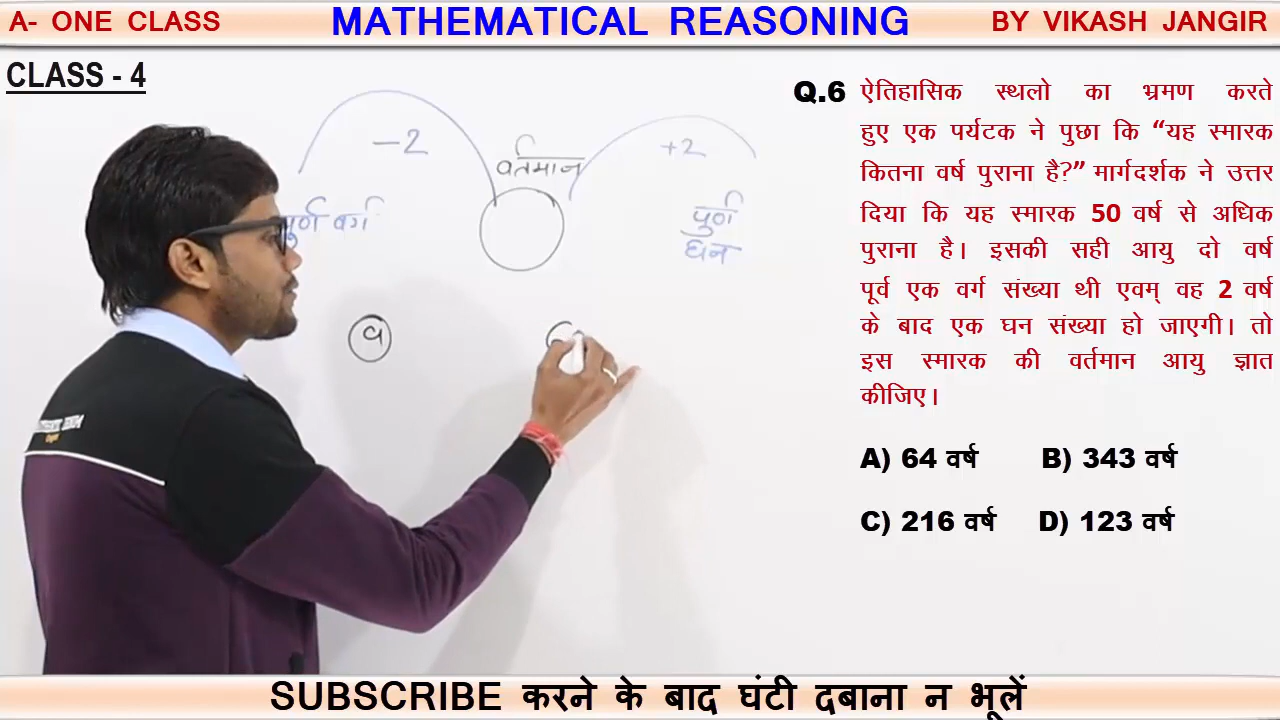 A- ONE CLASS
MATHEMATICAL REASONING
BY VIKASH JANGIR
CLASS - 4
-2
वर्तमान
+2
पुर्ण वर्ग
पुर्ण
घन
व
Q.6 ऐतिहासिक स्थलो का भ्रमण करते
हुए एक पर्यटक ने पुछा कि “यह स्मारक
कितना वर्ष पुराना है?” मार्गदर्शक ने उत्तर
दिया कि यह स्मारक 50 वर्ष से अधिक
पुराना है। इसकी सही आयु दो वर्ष
पूर्व एक वर्ग संख्या थी एवम् वह 2 वर्ष
के बाद एक घन संख्या हो जाएगी। तो
इस स्मारक की वर्तमान आयु ज्ञात
कीजिए।
A) 64 वर्ष B) 343 वर्ष
C) 216 वर्ष D) 123 वर्ष
SUBSCRIBE करने के बाद घंटी दबाना न भूलें